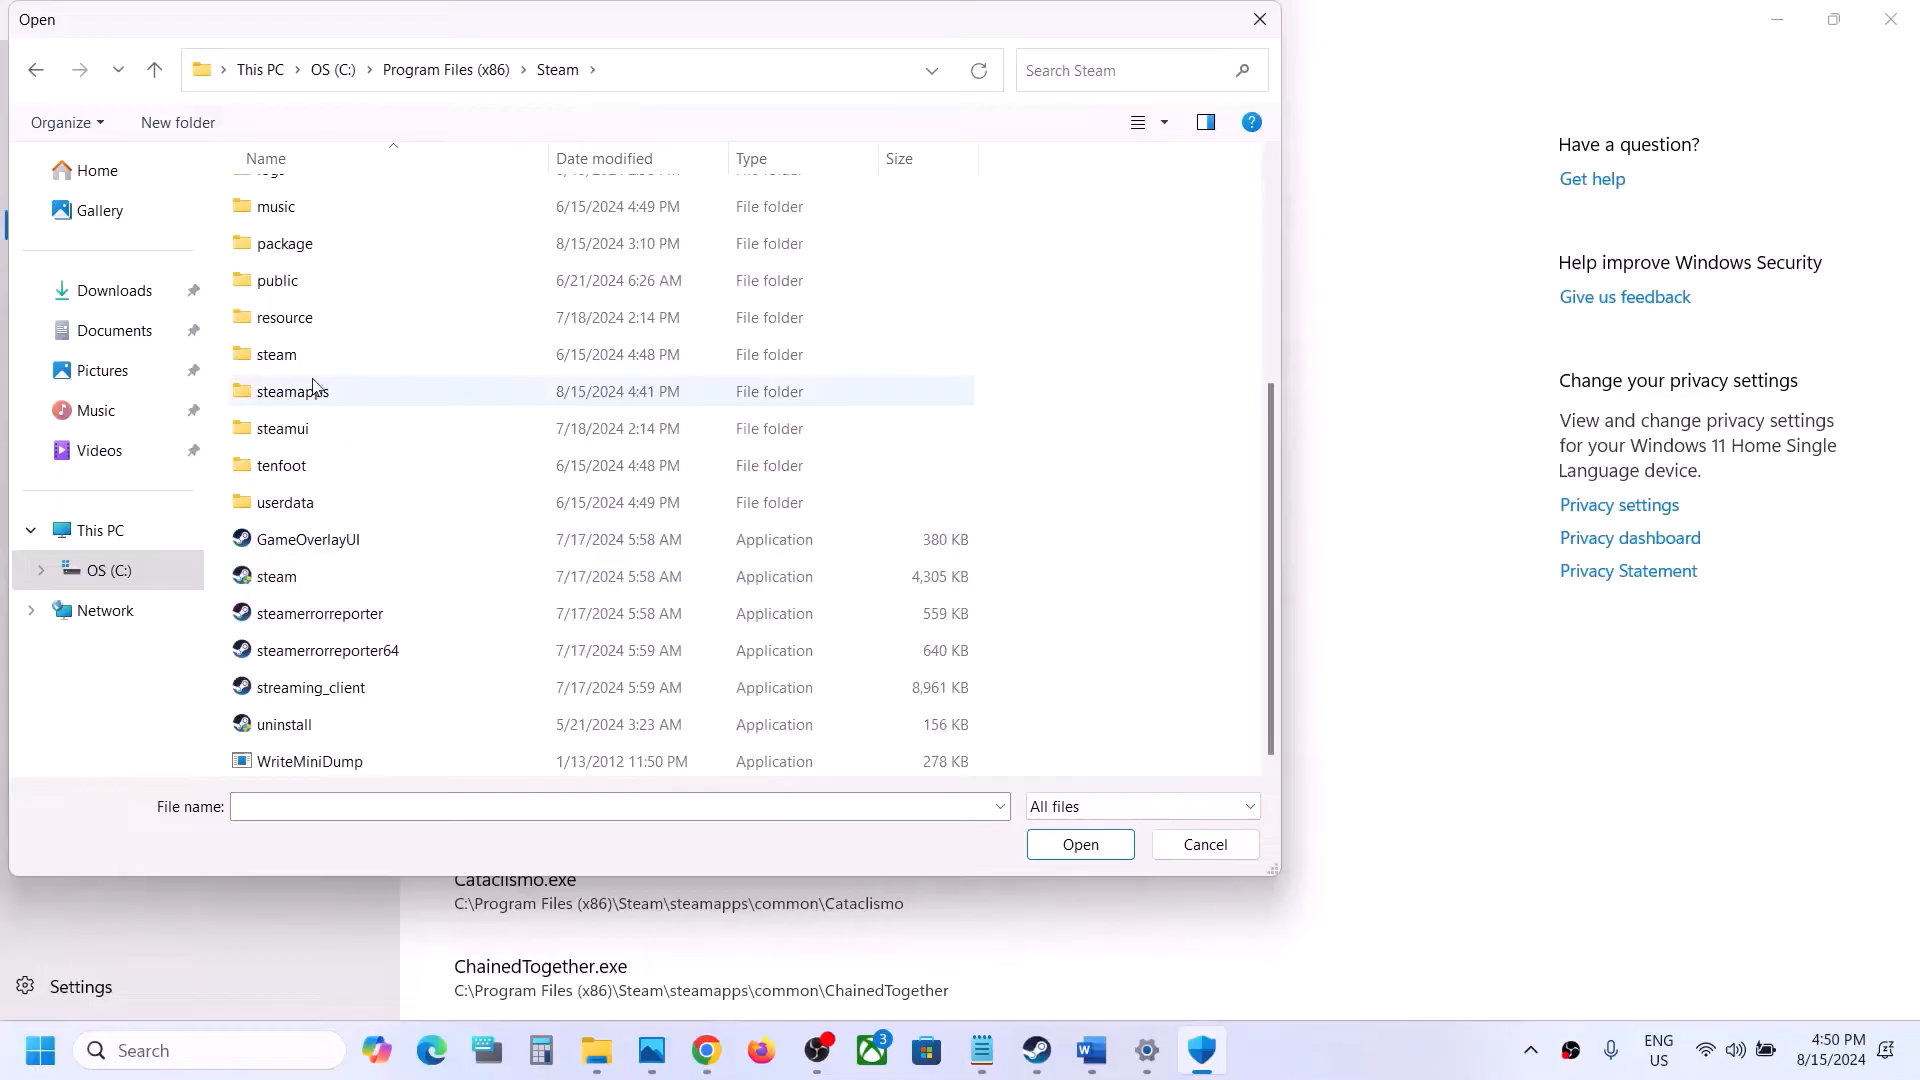 Open
This PC > OS (C:) > Program Files (x86) > Steam >
Search Steam
Organize
New folder
Name
Date modified
Type
Size
Home
Gallery
Downloads
Documents
Pictures
Music
Videos
This PC
OS (C:)
Network
music 6/15/2024 4:49 PM File folder
package 8/15/2024 3:10 PM File folder
public 6/21/2024 6:26 AM File folder
resource 7/18/2024 2:14 PM File folder
steam 6/15/2024 4:48 PM File folder
steamapps 8/15/2024 4:41 PM File folder
steamui 7/18/2024 2:14 PM File folder
tenfoot 6/15/2024 4:48 PM File folder
userdata 6/15/2024 4:49 PM File folder
GameOverlayUI 7/17/2024 5:58 AM Application 380 KB
steam 7/17/2024 5:58 AM Application 4,305 KB
steamerrorreporter 7/17/2024 5:58 AM Application 559 KB
steamerrorreporter64 7/17/2024 5:59 AM Application 640 KB
streaming_client 7/17/2024 5:59 AM Application 8,961 KB
uninstall 5/21/2024 3:23 AM Application 156 KB
WriteMiniDump 1/13/2012 11:50 PM Application 278 KB
File name:
All files
Open
Cancel
Have a question?
Get help
Help improve Windows Security
Give us feedback
Change your privacy settings
View and change privacy settings
for your Windows 11 Home Single
Language device.
Privacy settings
Privacy dashboard
Privacy Statement
Cataclismo.exe
C:\Program Files (x86)\Steam\steamapps\common\Cataclismo
ChainedTogether.exe
C:\Program Files (x86)\Steam\steamapps\common\ChainedTogether
Settings
Search
3
ENG
US
4:50 PM
8/15/2024